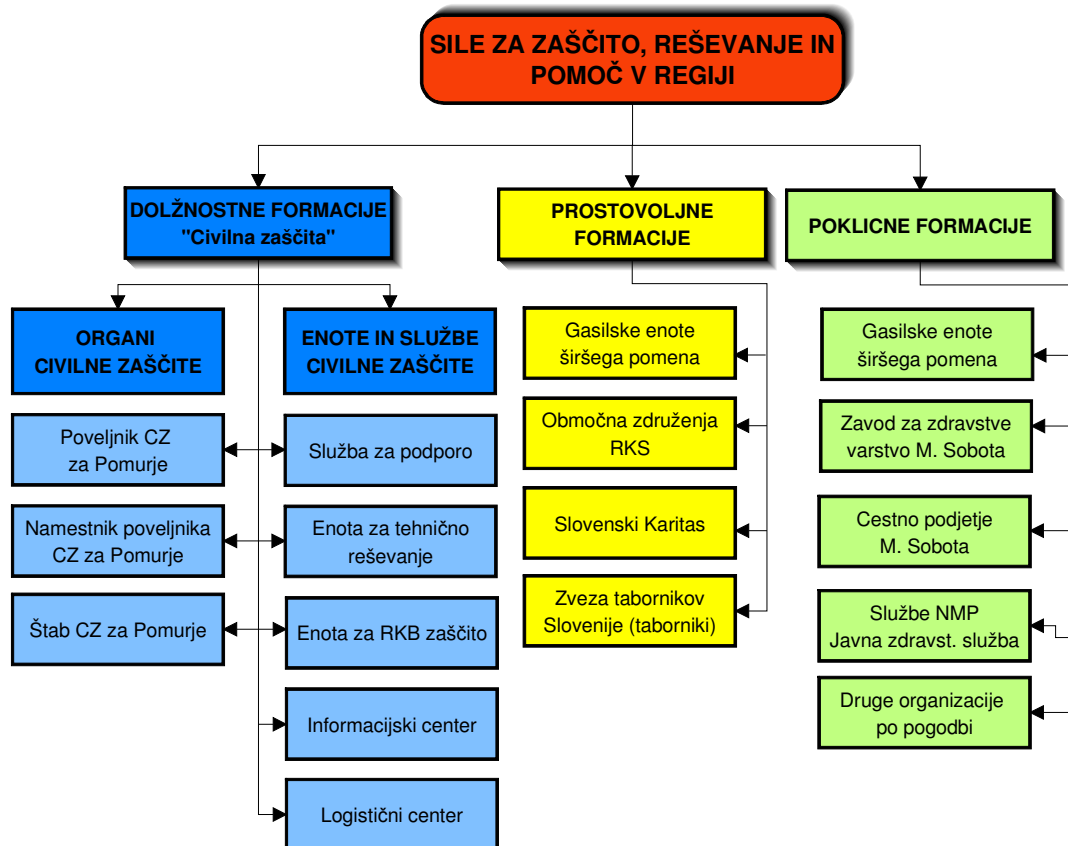 SILE ZA ZAŠČITO, REŠEVANJE IN
POMOČ V REGIJI
DOLŽNOSTNE FORMACIJE
"Civilna zaščita"
PROSTOVOLJNE
FORMACIJE
POKLICNE FORMACIJE
ORGANI
CIVILNE ZAŠČITE
Poveljnik CZ
za Pomurje
Namestnik poveljnika
CZ za Pomurje
Štab CZ za Pomurje
ENOTE IN SLUŽBE
CIVILNE ZAŠČITE
Služba za podporo
Enota za tehnično
reševanje
Enota za RKB zaščito
Informacijski center
Logistični center
Gasilske enote
širšega pomena
Območna združenja
RKS
Slovenski Karitas
Zveza tabornikov
Slovenije (taborniki)
Gasilske enote
širšega pomena
Zavod za zdravstve
varstvo M. Sobota
Cestno podjetje
M. Sobota
Službe NMP
Javna zdravst. služba
Druge organizacije
po pogodbi